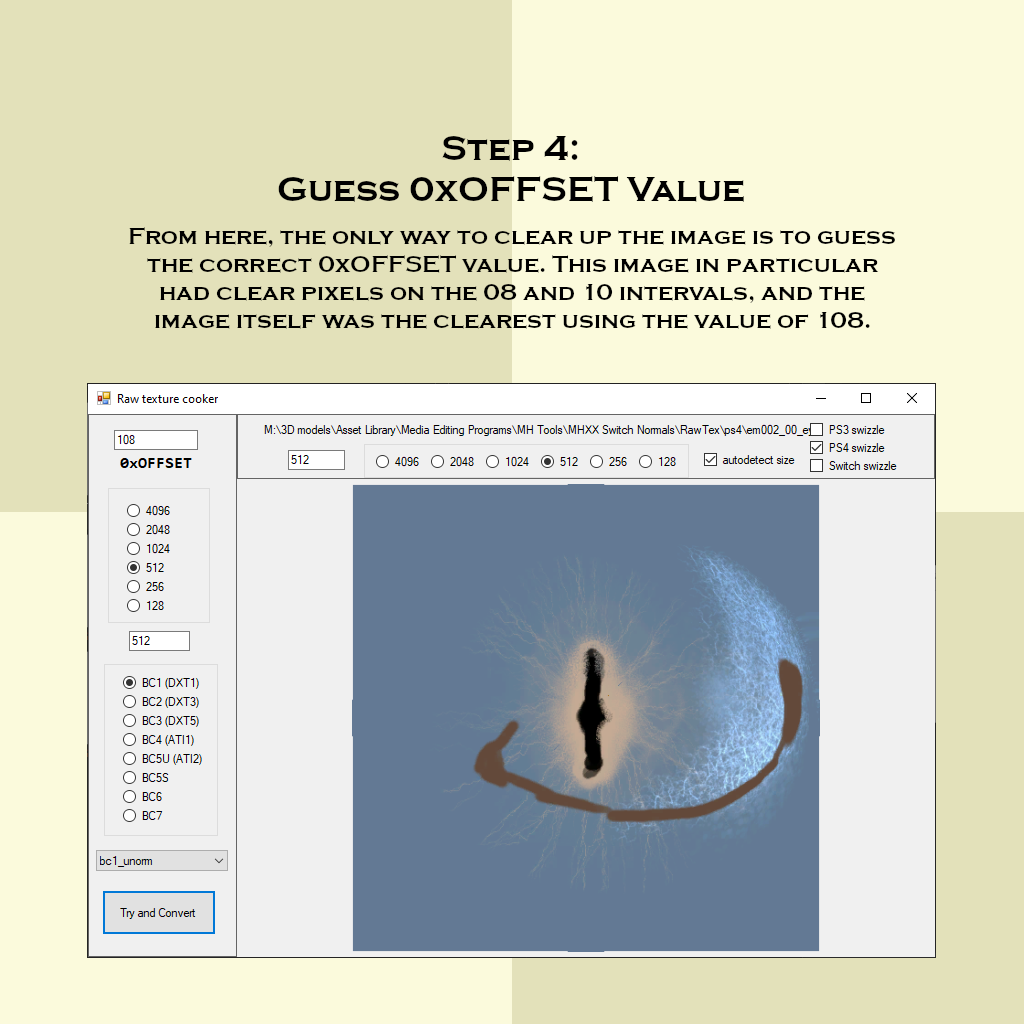 Step 4:
Guess 0xOFFSET Value
From here, the only way to clear up the image is to guess
the correct 0xOFFSET value. This image in particular
had clear pixels on the 08 and 10 intervals, and the
image itself was the clearest using the value of 108.
Raw texture cooker
108
0xOFFSET
4096
2048
1024
512
256
128
512
BC1 (DXT1)
BC2 (DXT3)
BC3 (DXT5)
BC4 (ATI1)
BC5U (ATI2)
BC5S
BC6
BC7
bc1_unorm
Try and Convert
M:\3D models\Asset Library\Media Editing Programs\MH Tools\MHXX Switch Normals\RawTex\ps4\em002_00_e
512 4096 2048 1024 512 256 128 autodetect size
PS3 swizzle
PS4 swizzle
Switch swizzle